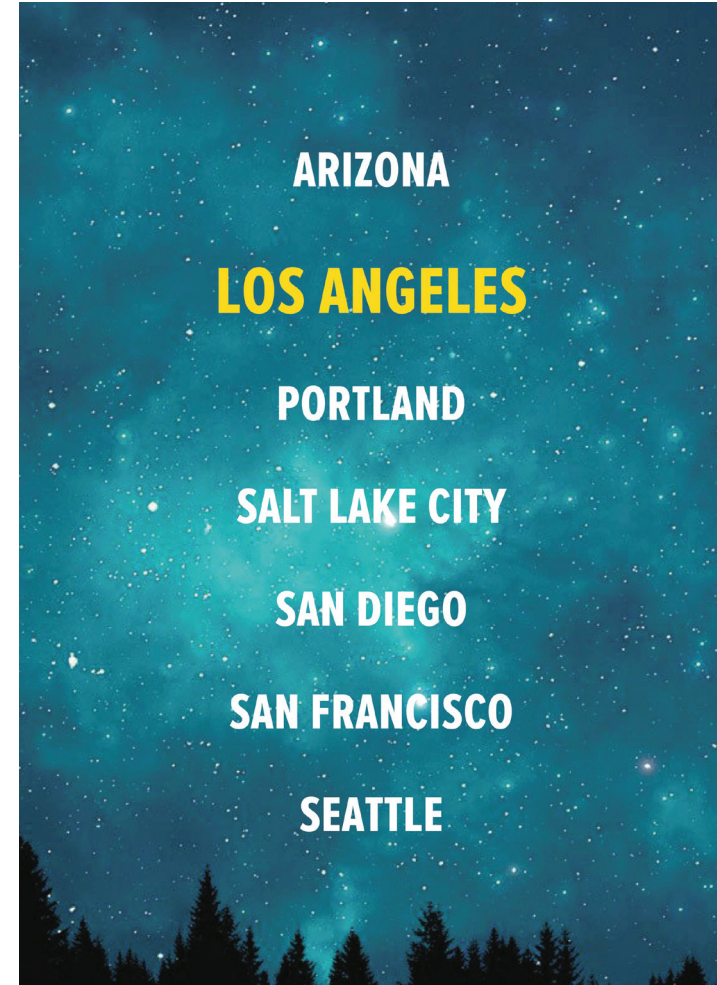 ARIZONA
LOS ANGELES
PORTLAND
SALT LAKE CITY
SAN DIEGO
SAN FRANCISCO
SEATTLE